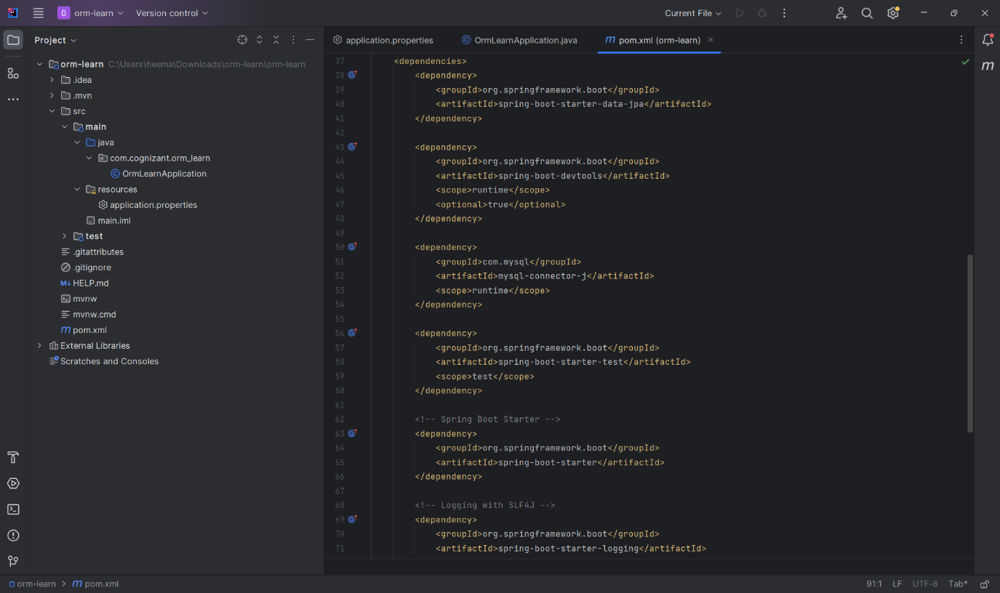 O orm-learn Version control Current File
Project
orm-learn C:\Users\heema\Downloads\orm-learn\orm-learn
.idea
.mvn
src
main
java
com.cognizant.orm_learn
OrmLearnApplication
resources
application.properties
main.iml
test
.gitattributes
.gitignore
M↓ HELP.md
mvnw
mvnw.cmd
m pom.xml
External Libraries
Scratches and Consoles
application.properties OrmLearnApplication.java m pom.xml (orm-learn)
m
37 <dependencies>
38 <dependency>
39 <groupId>org.springframework.boot</groupId>
40 <artifactId>spring-boot-starter-data-jpa</artifactId>
41 </dependency>
42
43 <dependency>
44 <groupId>org.springframework.boot</groupId>
45 <artifactId>spring-boot-devtools</artifactId>
46 <scope>runtime</scope>
47 <optional>true</optional>
48 </dependency>
49
50 <dependency>
51 <groupId>com.mysql</groupId>
52 <artifactId>mysql-connector-j</artifactId>
53 <scope>runtime</scope>
54 </dependency>
55
56 <dependency>
57 <groupId>org.springframework.boot</groupId>
58 <artifactId>spring-boot-starter-test</artifactId>
59 <scope>test</scope>
60 </dependency>
61
62 <!-- Spring Boot Starter -->
63 <dependency>
64 <groupId>org.springframework.boot</groupId>
65 <artifactId>spring-boot-starter</artifactId>
66 </dependency>
67
68 <!-- Logging with SLF4J -->
69 <dependency>
70 <groupId>org.springframework.boot</groupId>
71 <artifactId>spring-boot-starter-logging</artifactId>
orm-learn > m pom.xml 91:1 LF UTF-8 Tab*